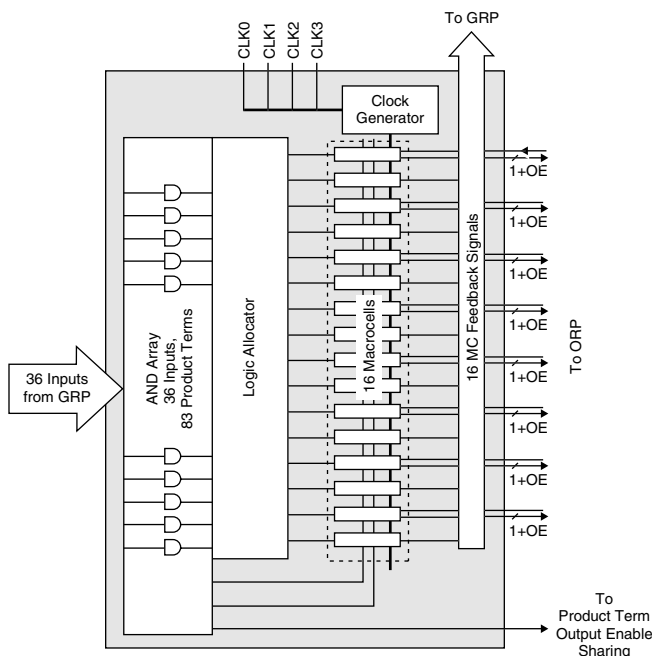 To GRP
CLK0
CLK1
CLK2
CLK3
Clock
Generator
36 Inputs
from GRP
AND Array
36 Inputs,
83 Product Terms
Logic Allocator
16 Macrocells
16 MC Feedback Signals
1+OE
1+OE
1+OE
1+OE
1+OE
1+OE
1+OE
1+OE
To ORP
To
Product Term
Output Enable
Sharing